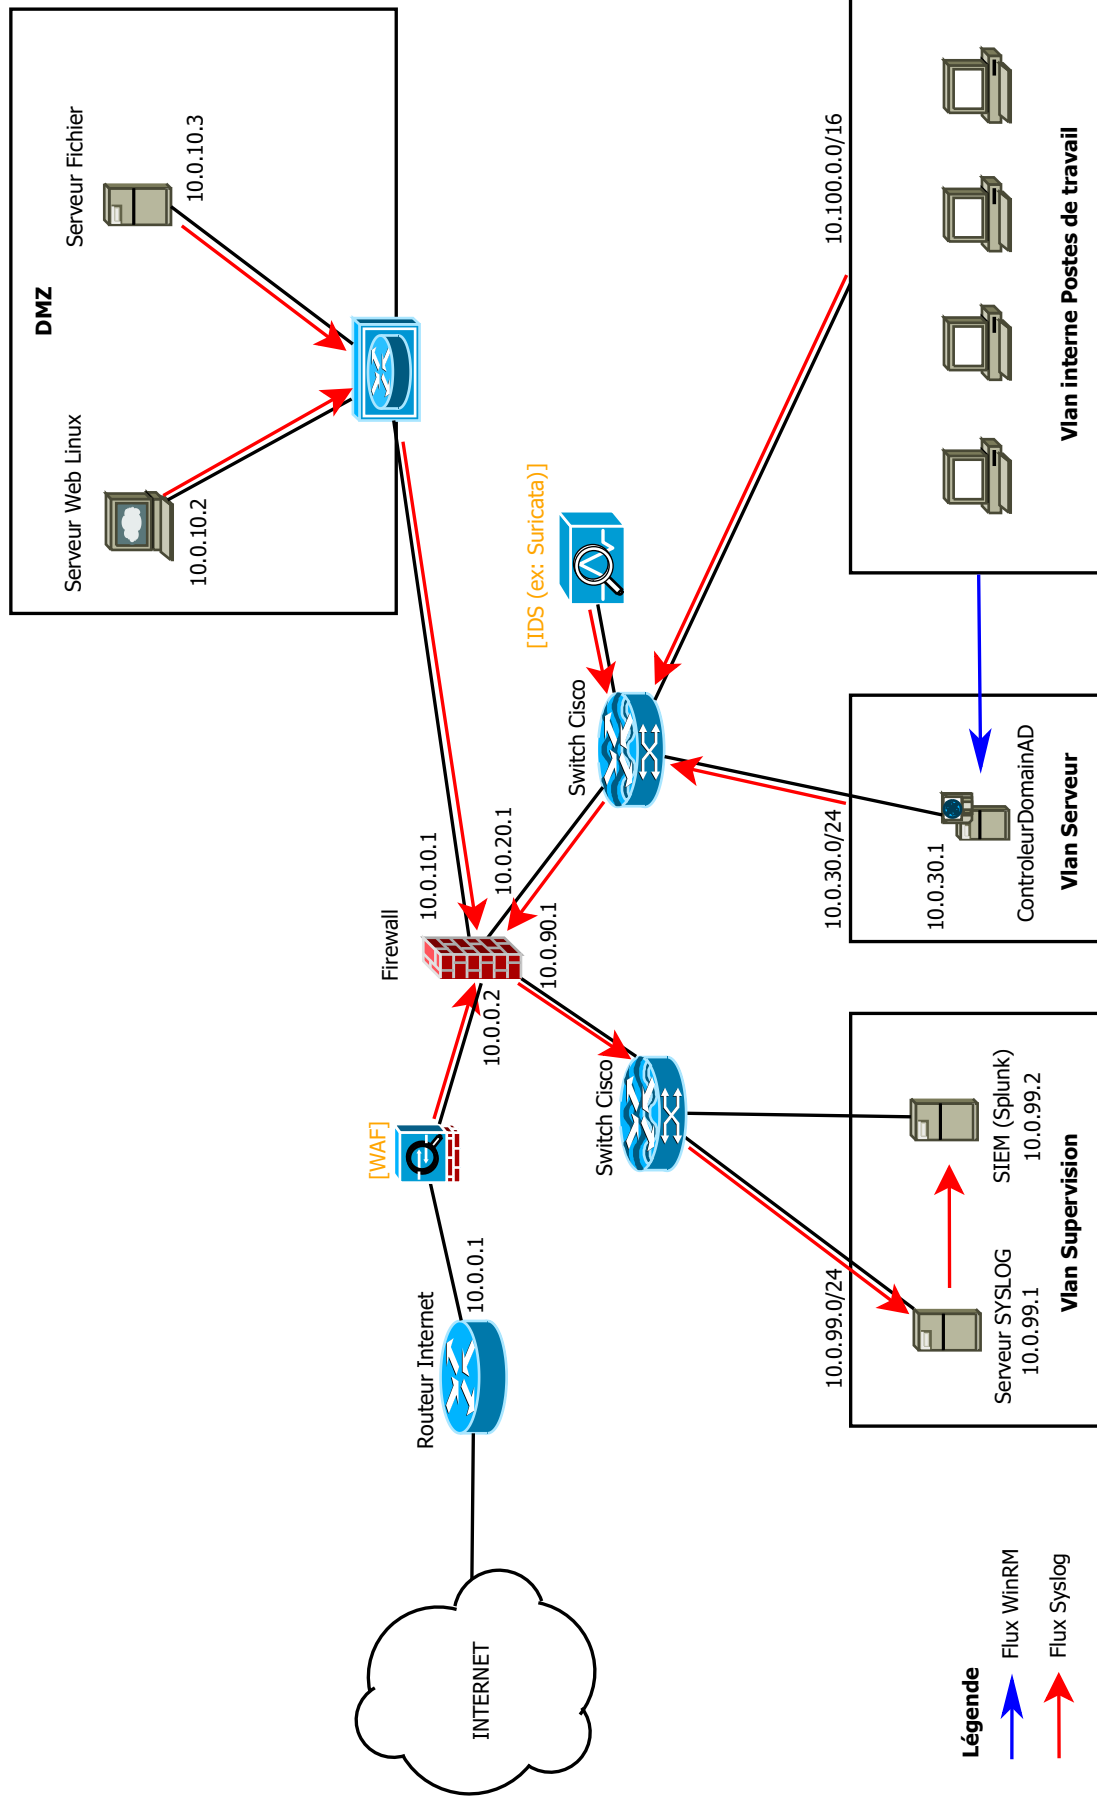 INTERNET
Routeur Internet
10.0.0.1
[WAF]
Firewall
10.0.0.2
10.0.10.1
10.0.20.1
10.0.90.1
DMZ
Serveur Web Linux
10.0.10.2
Serveur Fichier
10.0.10.3
[IDS (ex: Suricata)]
Switch Cisco
Switch Cisco
10.0.99.0/24
Serveur SYSLOG
10.0.99.1
SIEM (Splunk)
10.0.99.2
Vlan Supervision
10.0.30.0/24
10.0.30.1
ControleurDomainAD
Vlan Serveur
10.100.0.0/16
Vlan interne Postes de travail
Légende
Flux WinRM
Flux Syslog